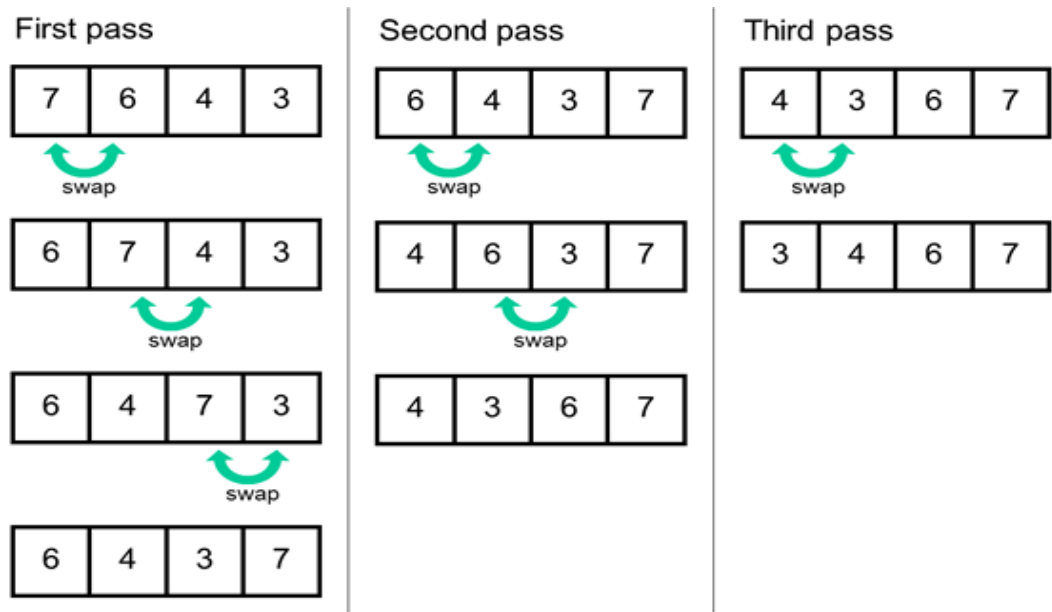 First pass
7 6 4 3
swap
6 7 4 3
swap
6 4 7 3
swap
6 4 3 7
Second pass
6 4 3 7
swap
4 6 3 7
swap
4 3 6 7
Third pass
4 3 6 7
swap
3 4 6 7